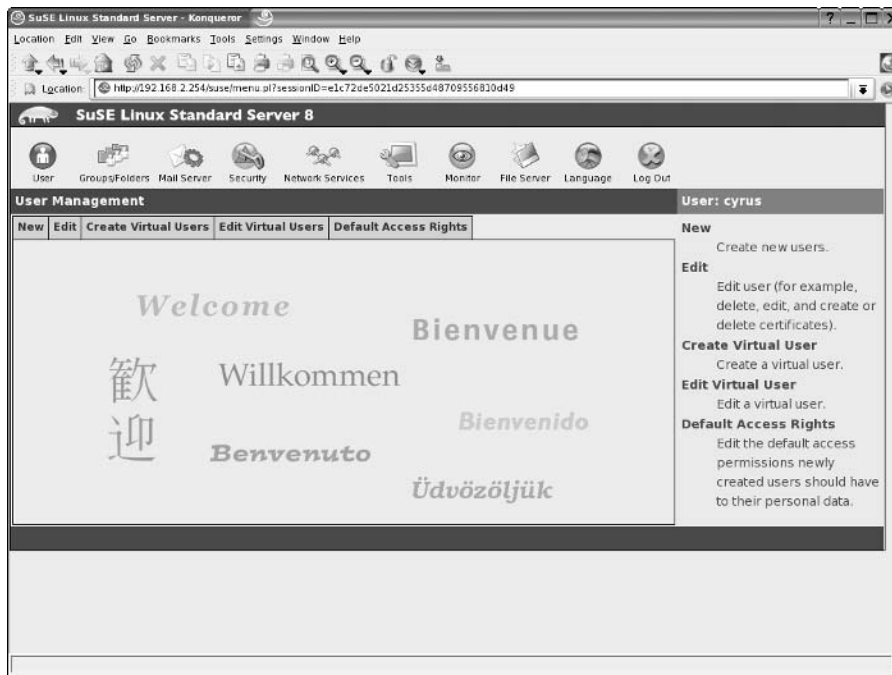 SuSE Linux Standard Server - Konqueror
Location Edit View Go Bookmarks Tools Settings Window Help
Location: http://192.168.2.254/suse/menu.pl?sessionID=e1c72de5021d25355d48709556810d49
SuSE Linux Standard Server 8
User Groups/Folders Mail Server Security Network Services Tools Monitor File Server Language Log Out
User Management
User: cyrus
New Edit Create Virtual Users Edit Virtual Users Default Access Rights
Welcome
Bienvenue
歓迎
Willkommen
Bienvenido
Benvenuto
Üdvözöljük
New
Create new users.
Edit
Edit user (for example,
delete, edit, and create or
delete certificates).
Create Virtual User
Create a virtual user.
Edit Virtual User
Edit a virtual user.
Default Access Rights
Edit the default access
permissions newly
created users should have
to their personal data.